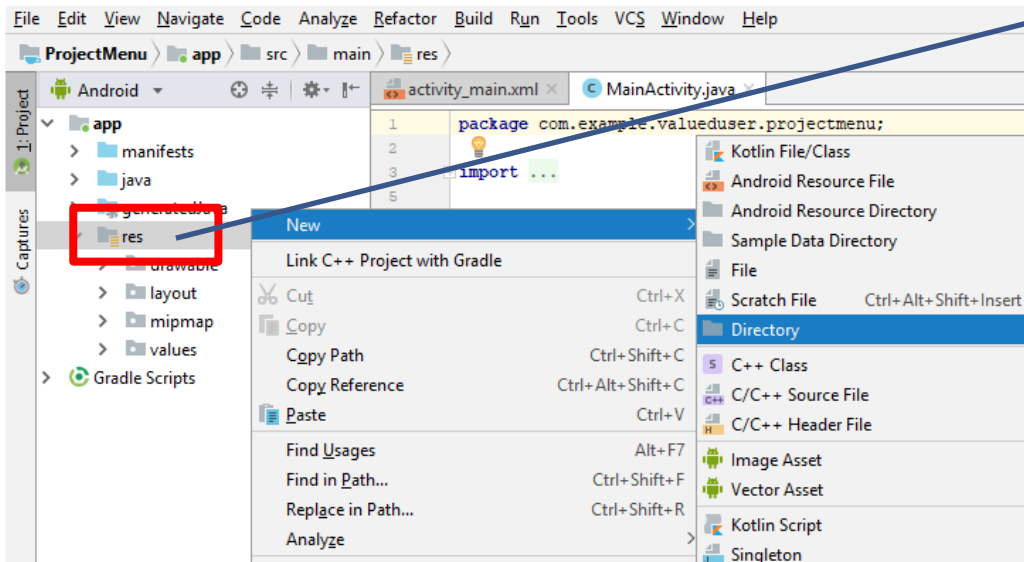 File Edit View Navigate Code Analyze Refactor Build Run Tools VCS Window Help
ProjectMenu app src main res
1: Project
Captures
Android
app
manifests
java
generatedJava
res
drawable
layout
mipmap
values
Gradle Scripts
activity_main.xml
MainActivity.java
1 package com.example.valueduser.projectmenu;
2
3 import ...
5
New
Link C++ Project with Gradle
Cut Ctrl+X
Copy Ctrl+C
Copy Path Ctrl+Shift+C
Copy Reference Ctrl+Alt+Shift+C
Paste Ctrl+V
Find Usages Alt+F7
Find in Path... Ctrl+Shift+F
Replace in Path... Ctrl+Shift+R
Analyze
Kotlin File/Class
Android Resource File
Android Resource Directory
Sample Data Directory
File
Scratch File Ctrl+Alt+Shift+Insert
Directory
C++ Class
C/C++ Source File
C/C++ Header File
Image Asset
Vector Asset
Kotlin Script
Singleton